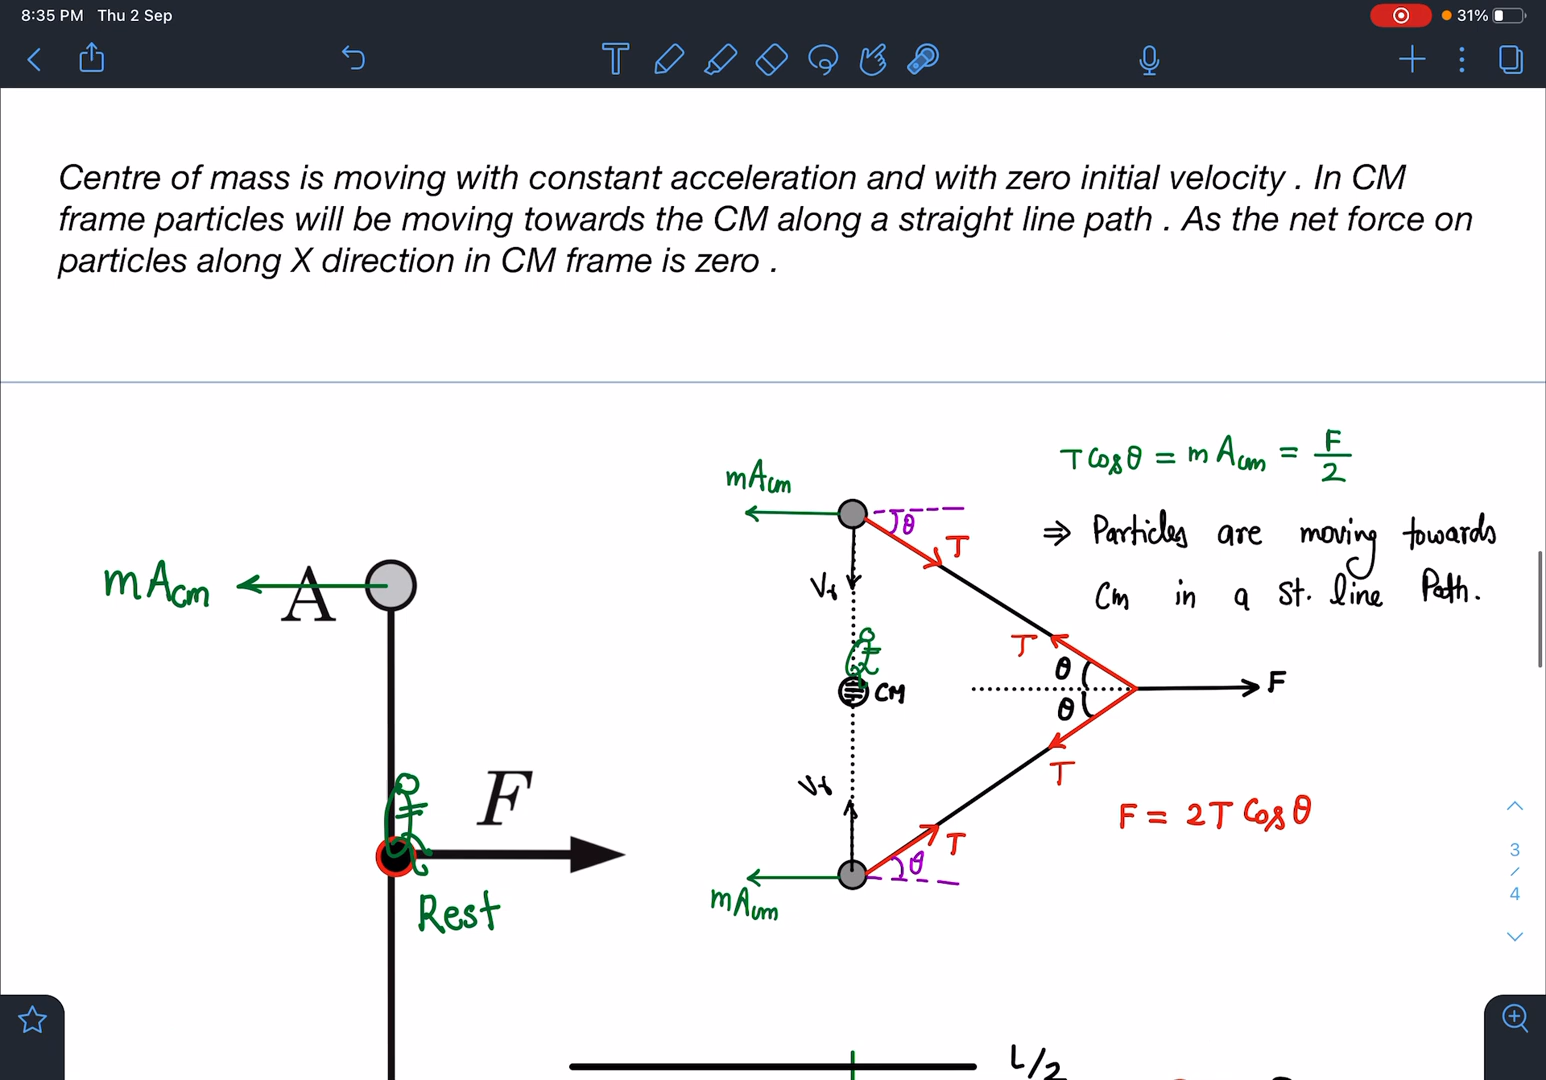 8:35 PM Thu 2 Sep
31%
T
Centre of mass is moving with constant acceleration and with zero initial velocity . In CM
frame particles will be moving towards the CM along a straight line path . As the net force on
particles along X direction in CM frame is zero .
T Cos θ = m Acm = F/2
mAcm
θ
T
⇒ Particles are moving towards
Cm in a st. line Path.
mAcm
A
Vf
T
θ
CM
F
θ
F
Vf
T
F = 2T Cos θ
T
θ
mAcm
Rest
3
/
4
L/2